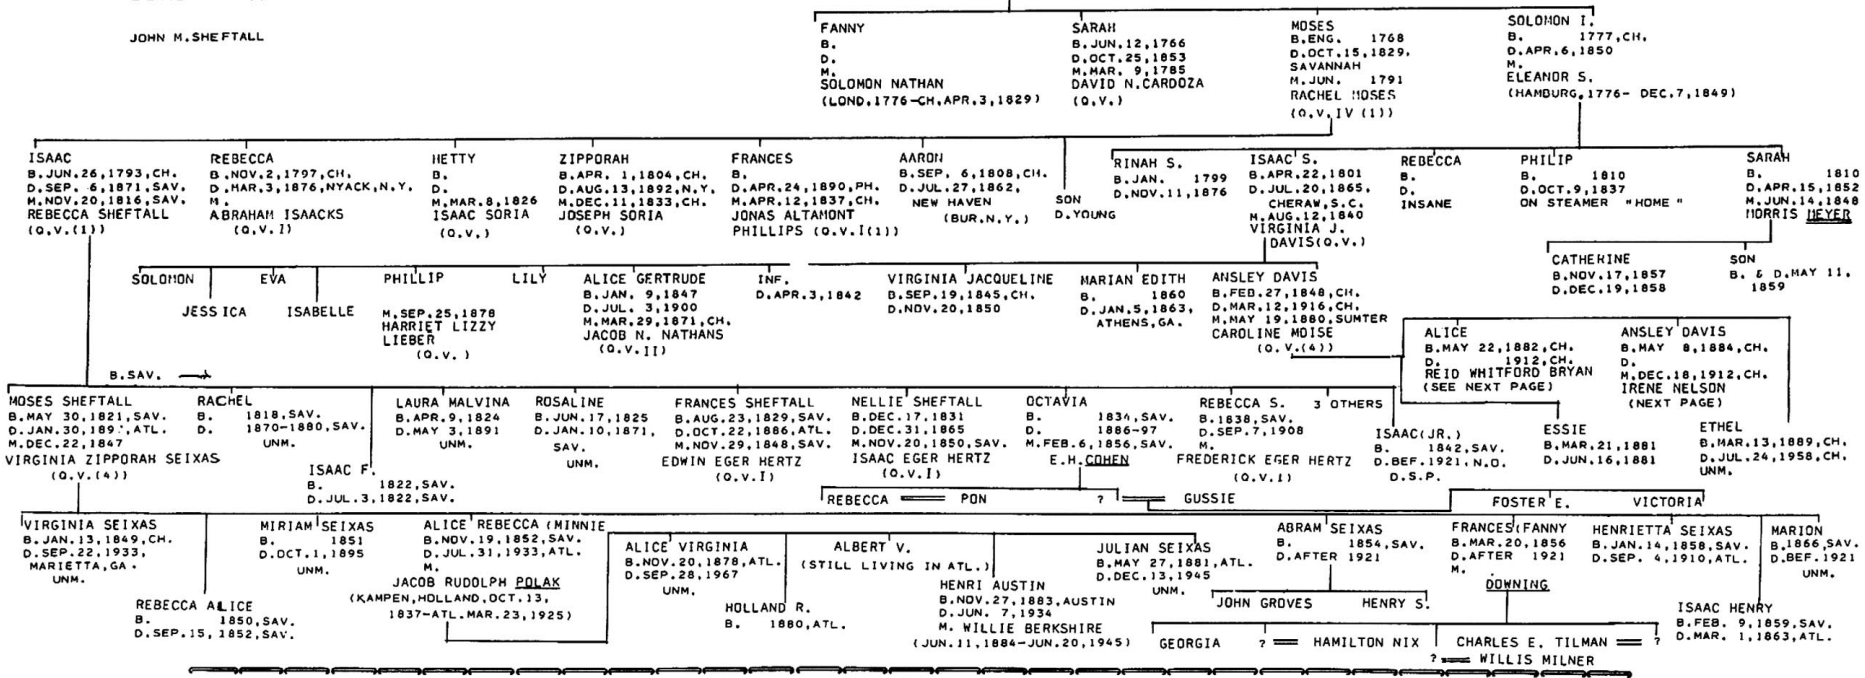 JOHN M.SHEFTALL
FANNY
B.
D.
M.
SOLOMON NATHAN
(LOND.1776-CH.APR.3,1829)
SARAH
B.JUN.12,1766
D.OCT.25,1853
M.MAR. 9,1785
DAVID N.CARDOZA
(Q.V.)
MOSES
B.ENG. 1768
D.OCT.15,1829.
SAVANNAH
M.JUN. 1791
RACHEL MOSES
(Q.V.IV (1))
SOLOMON I.
B. 1777,CH.
D.APR.6,1850
M.
ELEANOR S.
(HAMBURG,1776- DEC.7,1849)
ISAAC
B.JUN.26,1793,CH.
D.SEP. 6,1871,SAV.
M.NOV.20,1816,SAV.
REBECCA SHEFTALL
(Q.V.(1))
REBECCA
B.NOV.2,1797,CH.
D.MAR.3,1876,NYACK,N.Y.
M.
ABRAHAM ISAACKS
(Q.V.I)
HETTY
B.
D.
M.MAR.8,1826
ISAAC SORIA
(Q.V.)
ZIPPORAH
B.APR. 1,1804,CH.
D.AUG.13,1892,N.Y.
M.DEC.11,1833,CH.
JOSEPH SORIA
(Q.V.)
FRANCES
B.
D.APR.24,1890,PH.
M.APR.12,1837,CH.
JONAS ALTAMONT
PHILLIPS (Q.V.I(1))
AARON
B.SEP. 6,1808,CH.
D.JUL.27,1862,
NEW HAVEN
(BUR.N.Y.)
SON
D.YOUNG
RINAH S.
B.JAN. 1799
D.NOV.11,1876
ISAAC S.
B.APR.22,1801
D.JUL.20,1865,
CHERAW,S.C.
M.AUG.12,1840
VIRGINIA J.
DAVIS(Q.V.)
REBECCA
B.
D.
INSANE
PHILIP
B. 1810
D.OCT.9,1837
ON STEAMER "HOME"
SARAH
B. 1810
D.APR.15,1852
M.JUN.14,1848
MORRIS MEYER
SOLOMON
JESSICA
EVA
ISABELLE
PHILLIP
M.SEP.25,1878
HARRIET LIZZY
LIEBER
(Q.V.)
LILY
ALICE GERTRUDE
B.JAN. 9,1847
D.JUL. 3,1900
M.MAR.29,1871,CH.
JACOB N. NATHANS
(Q.V.II)
INF.
D.APR.3,1842
VIRGINIA JACQUELINE
B.SEP.19,1845,CH.
D.NOV.20,1850
MARIAN EDITH
B. 1860
D.JAN.5,1863,
ATHENS,GA.
ANSLEY DAVIS
B.FEB.27,1848,CH.
D.MAR.12,1916,CH.
M.MAY 19,1880,SUMTER
CAROLINE MOISE
(Q.V.(4))
CATHERINE
B.NOV.17,1857
D.DEC.19,1858
SON
B. & D.MAY 11,
1859
ALICE
B.MAY 22,1882,CH.
D. 1912,CH.
REID WHITFORD BRYAN
(SEE NEXT PAGE)
ANSLEY DAVIS
B.MAY 8,1884,CH.
D.
M.DEC.18,1912,CH.
IRENE NELSON
(NEXT PAGE)
B.SAV.
MOSES SHEFTALL
B.MAY 30,1821,SAV.
D.JAN.30,189 ,ATL.
M.DEC.22,1847
VIRGINIA ZIPPORAH SEIXAS
(Q.V.(4))
RACHEL
B. 1818,SAV.
D. 1870-1880,SAV.
UNM.
ISAAC F.
B. 1822,SAV.
D.JUL.3,1822,SAV.
LAURA MALVINA
B.APR.9,1824
D.MAY 3,1891
UNM.
ROSALINE
B.JUN.17,1825
D.JAN.10,1871,
SAV.
UNM.
FRANCES SHEFTALL
B.AUG.23,1829,SAV.
D.OCT.22,1886,ATL.
M.NOV.29,1848,SAV.
EDWIN EGER HERTZ
(Q.V.I)
NELLIE SHEFTALL
B.DEC.17,1831
D.DEC.31,1865
M.NOV.20,1850,SAV.
ISAAC EGER HERTZ
(Q.V.I)
OCTAVIA
B. 1834,SAV.
D. 1886-97
M.FEB.6,1856,SAV.
E.H.COHEN
REBECCA S.
B.1838,SAV.
D.SEP.7,1908
M.
FREDERICK EGER HERTZ
(Q.V.I)
3 OTHERS
ISAAC(JR.)
B. 1842,SAV.
D.BEF.1921,N.O.
D.S.P.
ESSIE
B.MAR.21,1881
D.JUN.16,1881
ETHEL
B.MAR.13,1889,CH.
D.JUL.24,1958,CH.
UNM.
REBECCA PON
? GUSSIE
FOSTER E. VICTORIA
VIRGINIA SEIXAS
B.JAN.13,1849,CH.
D.SEP.22,1933,
MARIETTA,GA.
UNM.
REBECCA ALICE
B. 1850,SAV.
D.SEP.15, 1852,SAV.
MIRIAM SEIXAS
B. 1851
D.OCT.1,1895
UNM.
ALICE REBECCA (MINNIE
B.NOV.19,1852,SAV.
D.JUL.31,1933,ATL.
M.
JACOB RUDOLPH POLAK
(KAMPEN,HOLLAND,OCT.13,
1837-ATL.MAR.23,1925)
ALICE VIRGINIA
B.NOV.20,1878,ATL.
D.SEP.28,1967
UNM.
HOLLAND R.
B. 1880,ATL.
ALBERT V.
(STILL LIVING IN ATL.)
HENRI AUSTIN
B.NOV.27,1883,AUSTIN
D.JUN. 7,1934
M. WILLIE BERKSHIRE
(JUN.11,1884-JUN.20,1945)
JULIAN SEIXAS
B.MAY 27,1881,ATL.
D.DEC.13,1945
UNM.
ABRAM SEIXAS
B. 1854,SAV.
D.AFTER 1921
JOHN GROVES HENRY S.
FRANCES(FANNY
B.MAR.20,1856
D.AFTER 1921
M.
DOWNING
HENRIETTA SEIXAS
B.JAN.14,1858,SAV.
D.SEP. 4,1910,ATL.
MARION
B.1866,SAV.
D.BEF.1921
UNM.
ISAAC HENRY
B.FEB. 9,1859,SAV.
D.MAR. 1,1863,ATL.
GEORGIA ? HAMILTON NIX CHARLES E. TILMAN ?
? WILLIS MILNER